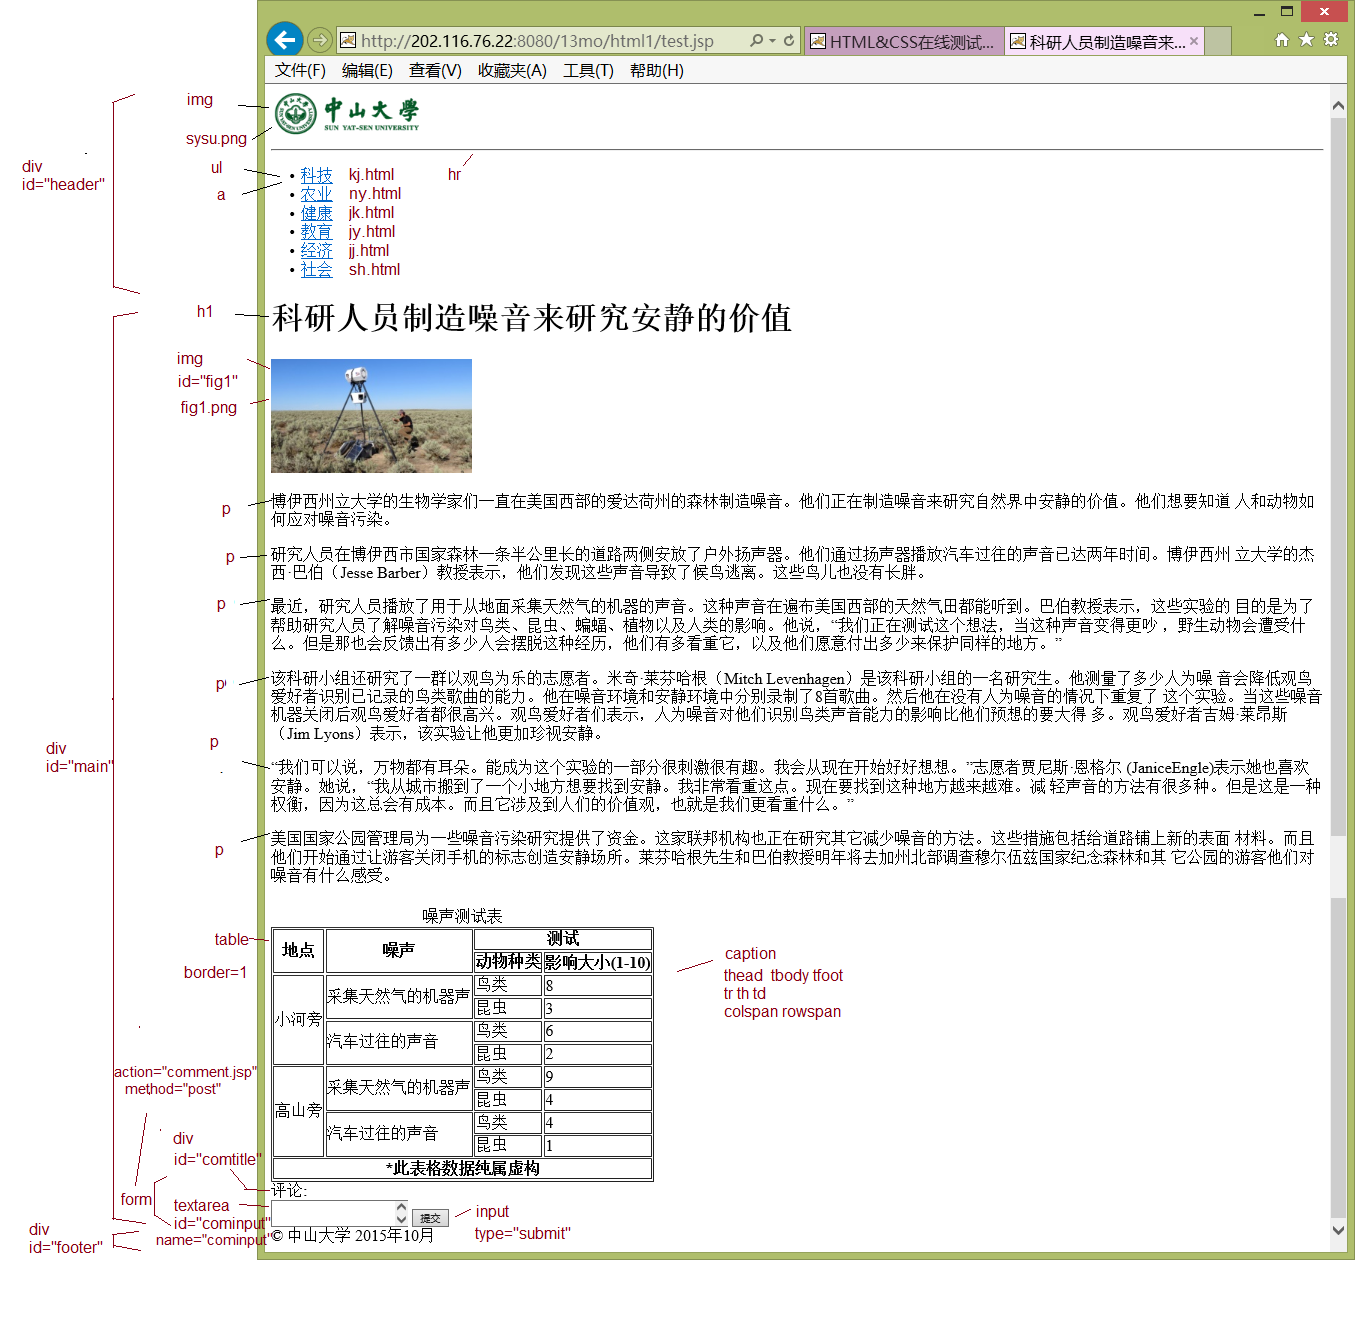 http://202.116.76.22:8080/13mo/html1/test.jsp
HTML&CSS在线测试...
科研人员制造噪音来...
文件(F) 编辑(E) 查看(V) 收藏夹(A) 工具(T) 帮助(H)
img
sysu.png
中山大學
SUN YAT-SEN UNIVERSITY
div
id="header"
ul
a
hr
• 科技 kj.html
• 农业 ny.html
• 健康 jk.html
• 教育 jy.html
• 经济 jj.html
• 社会 sh.html
h1
科研人员制造噪音来研究安静的价值
img
id="fig1"
fig1.png
p
博伊西州立大学的生物学家们一直在美国西部的爱达荷州的森林制造噪音。他们正在制造噪音来研究自然界中安静的价值。他们想要知道 人和动物如
何应对噪音污染。
p
研究人员在博伊西市国家森林一条半公里长的道路两侧安放了户外扬声器。他们通过扬声器播放汽车过往的声音已达两年时间。博伊西州 立大学的杰
西·巴伯（Jesse Barber）教授表示，他们发现这些声音导致了候鸟逃离。这些鸟儿也没有长胖。
p
最近，研究人员播放了用于从地面采集天然气的机器的声音。这种声音在遍布美国西部的天然气田都能听到。巴伯教授表示，这些实验的 目的是为了
帮助研究人员了解噪音污染对鸟类、昆虫、蝙蝠、植物以及人类的影响。他说，“我们正在测试这个想法，当这种声音变得更吵 ，野生动物会遭受什
么。但是那也会反馈出有多少人会摆脱这种经历，他们有多看重它，以及他们愿意付出多少来保护同样的地方。”
p
该科研小组还研究了一群以观鸟为乐的志愿者。米奇·莱芬哈根（Mitch Levenhagen）是该科研小组的一名研究生。他测量了多少人为噪 音会降低观鸟
爱好者识别已记录的鸟类歌曲的能力。他在噪音环境和安静环境中分别录制了8首歌曲。然后他在没有人为噪音的情况下重复了 这个实验。当这些噪音
机器关闭后观鸟爱好者都很高兴。观鸟爱好者们表示，人为噪音对他们识别鸟类声音能力的影响比他们预想的要大得 多。观鸟爱好者吉姆·莱昂斯
（Jim Lyons）表示，该实验让他更加珍视安静。
p
div
id="main"
“我们可以说，万物都有耳朵。能成为这个实验的一部分很刺激很有趣。我会从现在开始好好想想。”志愿者贾尼斯·恩格尔 (JaniceEngle)表示她也喜欢
安静。她说，“我从城市搬到了一个小地方想要找到安静。我非常看重这点。现在要找到这种地方越来越难。减 轻声音的方法有很多种。但是这是一种
权衡，因为这总会有成本。而且它涉及到人们的价值观，也就是我们更看重什么。”
p
美国国家公园管理局为一些噪音污染研究提供了资金。这家联邦机构也正在研究其它减少噪音的方法。这些措施包括给道路铺上新的表面 材料。而且
他们开始通过让游客关闭手机的标志创造安静场所。莱芬哈根先生和巴伯教授明年将去加州北部调查穆尔伍兹国家纪念森林和其 它公园的游客他们对
噪音有什么感受。
噪声测试表
table
border=1
caption
thead tbody tfoot
tr th td
colspan rowspan
地点 噪声 测试
动物种类 影响大小(1-10)
小河旁 采集天然气的机器声 鸟类 8
昆虫 3
汽车过往的声音 鸟类 6
昆虫 2
高山旁 采集天然气的机器声 鸟类 9
昆虫 4
汽车过往的声音 鸟类 4
昆虫 1
*此表格数据纯属虚构
action="comment.jsp"
method="post"
div
id="comtitle"
评论:
form
textarea
id="cominput"
name="cominput"
提交
input
type="submit"
div
id="footer"
© 中山大学 2015年10月